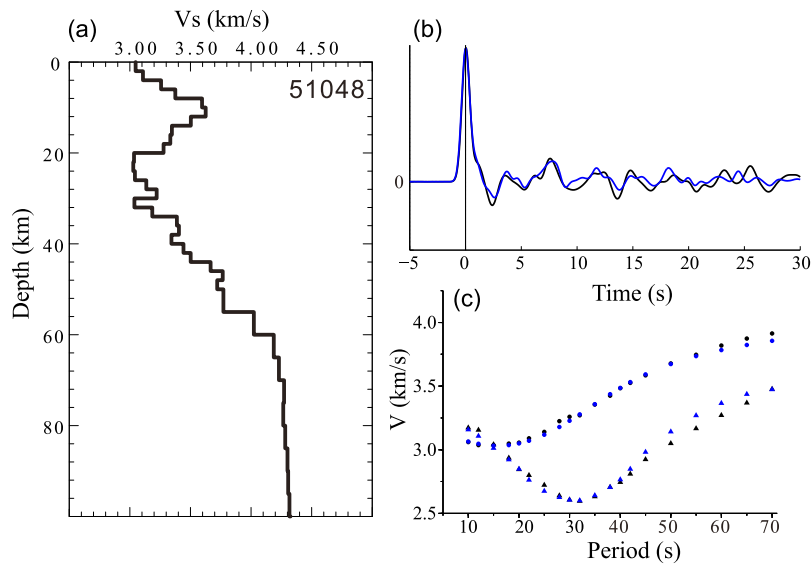 (a)
Vs (km/s)
3.00 3.50 4.00 4.50
51048
0
20
40
60
80
Depth (km)
(b)
0
−5 0 5 10 15 20 25 30
Time (s)
(c)
4.0
3.5
3.0
2.5
V (km/s)
10 20 30 40 50 60 70
Period (s)